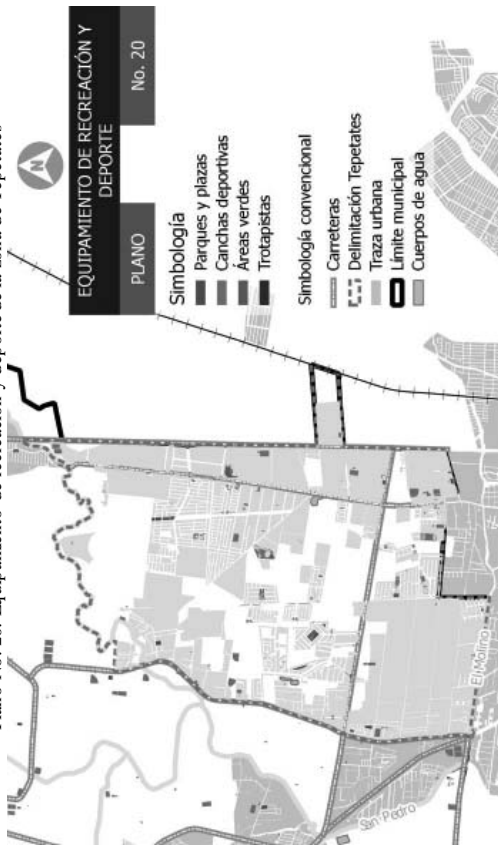 N
EQUIPAMIENTO DE RECREACIÓN Y
DEPORTE
PLANO
No. 20
Simbología
Parques y plazas
Canchas deportivas
Áreas verdes
Trotapistas
Simbología convencional
Carreteras
Delimitación Tepetates
Traza urbana
Límite municipal
Cuerpos de agua
El Molino
San Pedro